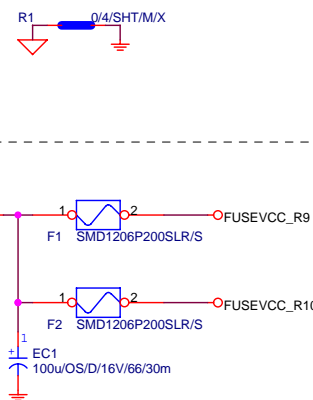 R1 0/4/SHT/M/X
1 2 FUSEVCC_R9
F1 SMD1206P200SLR/S
1 2 FUSEVCC_R10
F2 SMD1206P200SLR/S
1
+ EC1
100u/OS/D/16V/66/30m